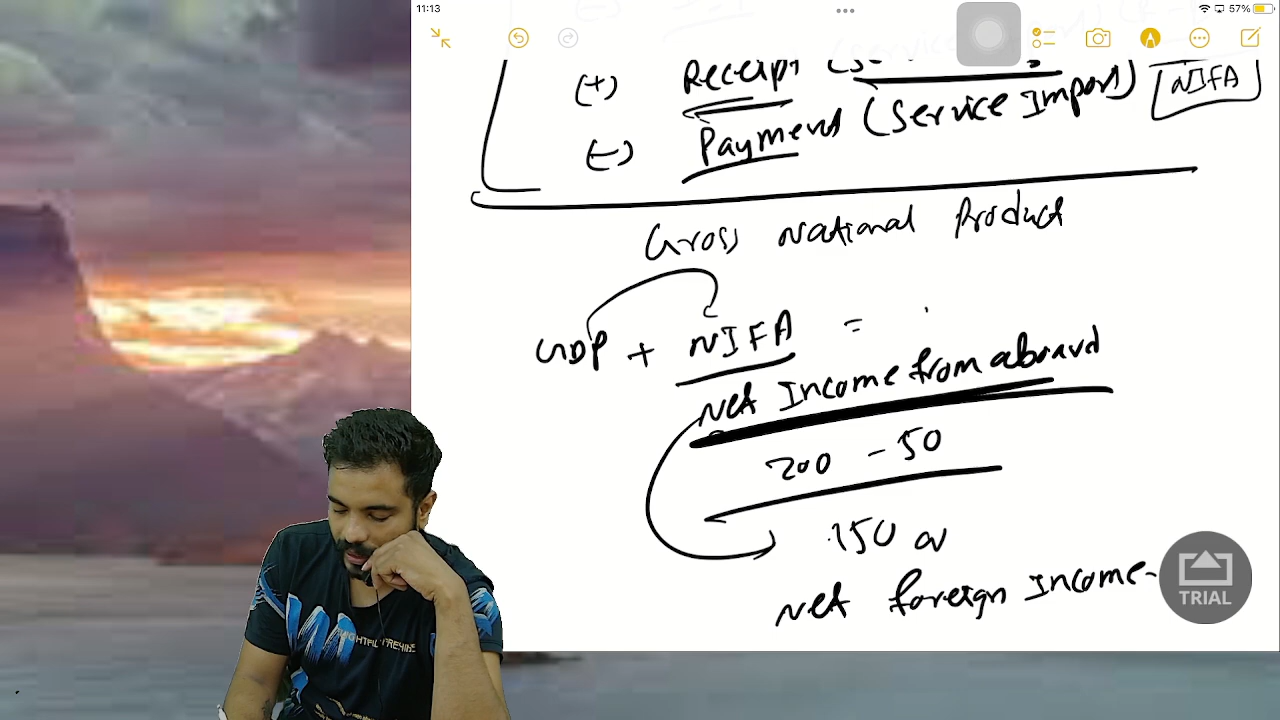 11:13
57%
(+) Receipt (
(-) Payment (Service Import) [NIFA]
Gross National Product
GDP + NIFA =
Net Income from aboard
200 - 50
150 or
Net foreign Income-
TRIAL